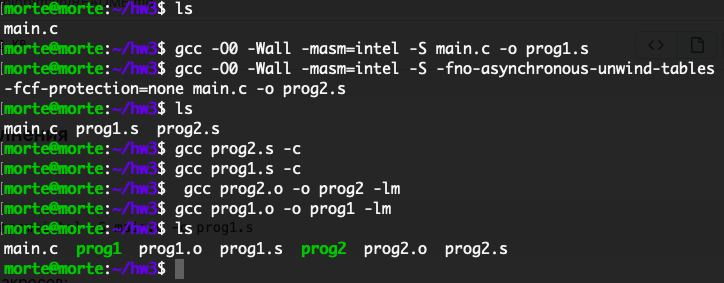 morte@morte:~/hw3$ ls
main.c
morte@morte:~/hw3$ gcc -O0 -Wall -masm=intel -S main.c -o prog1.s
morte@morte:~/hw3$ gcc -O0 -Wall -masm=intel -S -fno-asynchronous-unwind-tables
-fcf-protection=none main.c -o prog2.s
morte@morte:~/hw3$ ls
main.c  prog1.s  prog2.s
morte@morte:~/hw3$ gcc prog2.s -c
morte@morte:~/hw3$ gcc prog1.s -c
morte@morte:~/hw3$  gcc prog2.o -o prog2 -lm
morte@morte:~/hw3$ gcc prog1.o -o prog1 -lm
morte@morte:~/hw3$ ls
main.c  prog1  prog1.o  prog1.s  prog2  prog2.o  prog2.s
morte@morte:~/hw3$